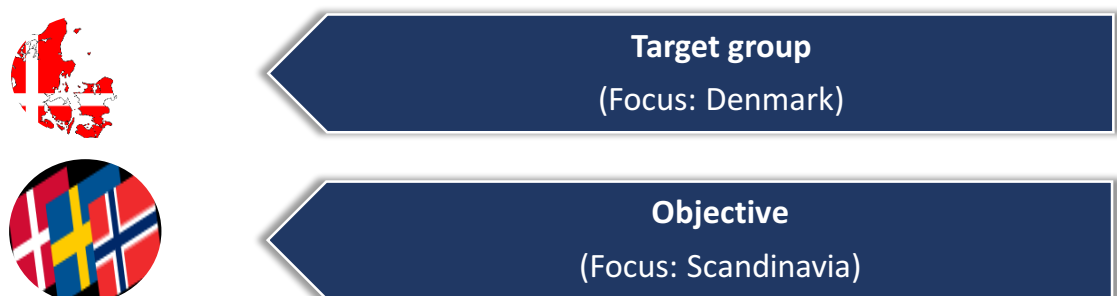 Target group
(Focus: Denmark)
Objective
(Focus: Scandinavia)